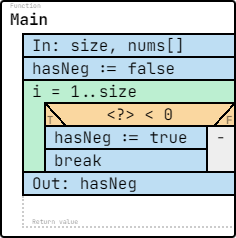 Function
Main
In: size, nums[]
hasNeg := false
i = 1..size
<?> < 0
T
F
hasNeg := true
-
break
Out: hasNeg
Return value